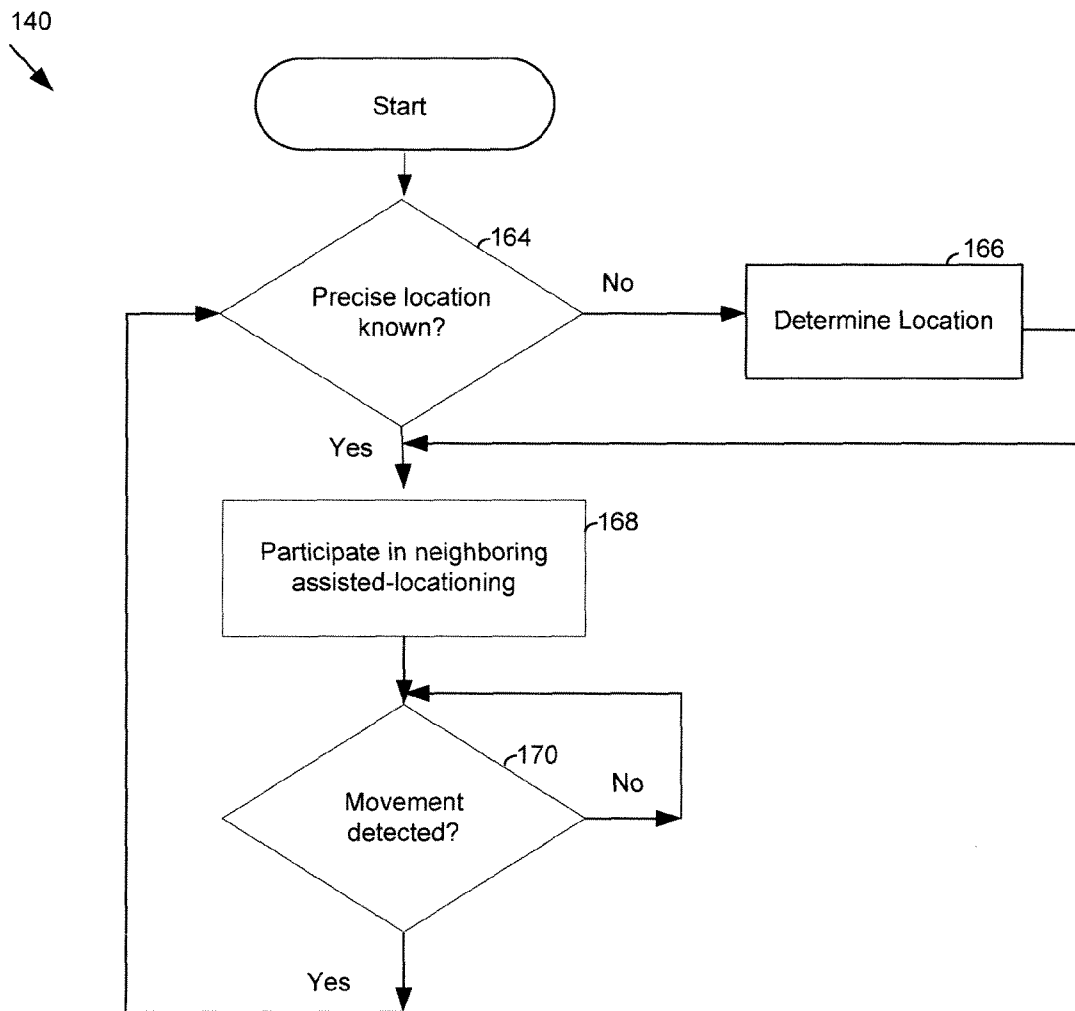 140
Start
164
Precise location
known?
No
166
Determine Location
Yes
168
Participate in neighboring
assisted-locationing
170
Movement
detected?
No
Yes